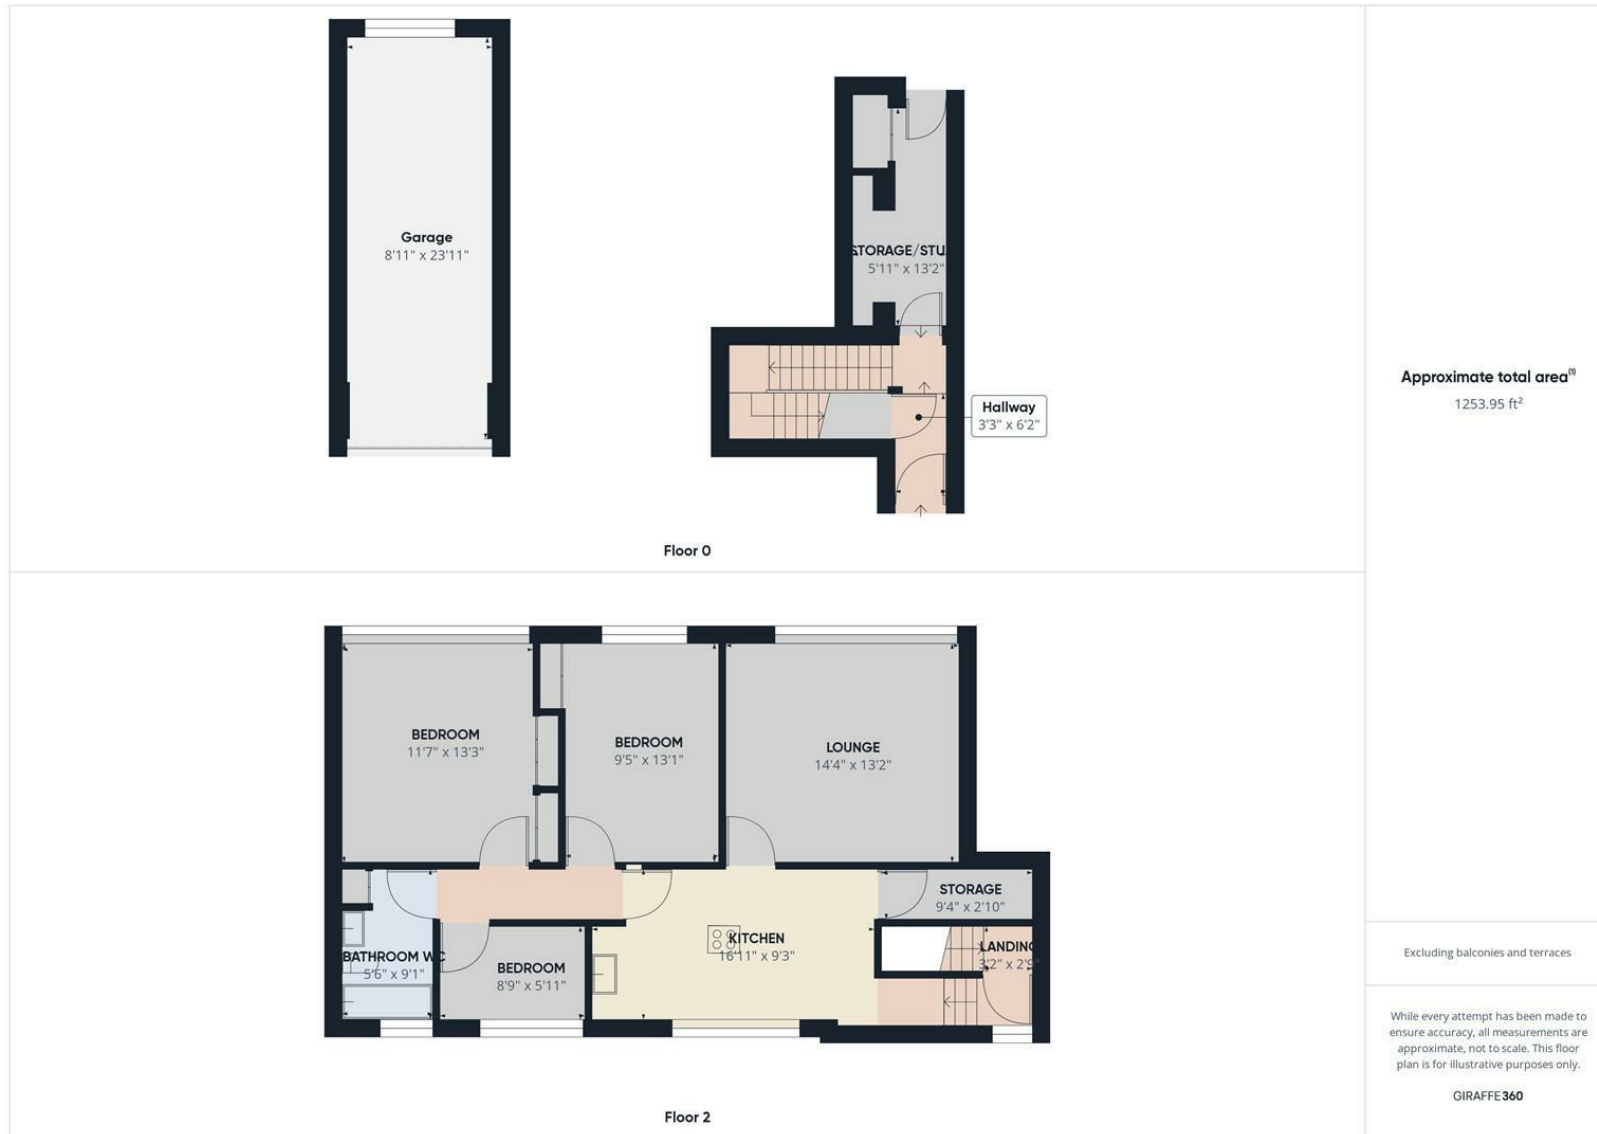 Garage
8'11" x 23'11"
STORAGE/STU
5'11" x 13'2"
Hallway
3'3" x 6'2"
Floor 0
Approximate total area(1)
1253.95 ft²
BEDROOM
11'7" x 13'3"
BEDROOM
9'5" x 13'1"
LOUNGE
14'4" x 13'2"
STORAGE
9'4" x 2'10"
KITCHEN
16'11" x 9'3"
LANDING
3'2" x 2'9"
BATHROOM WC
5'6" x 9'1"
BEDROOM
8'9" x 5'11"
Floor 2
Excluding balconies and terraces
While every attempt has been made to
ensure accuracy, all measurements are
approximate, not to scale. This floor
plan is for illustrative purposes only.
GIRAFFE360